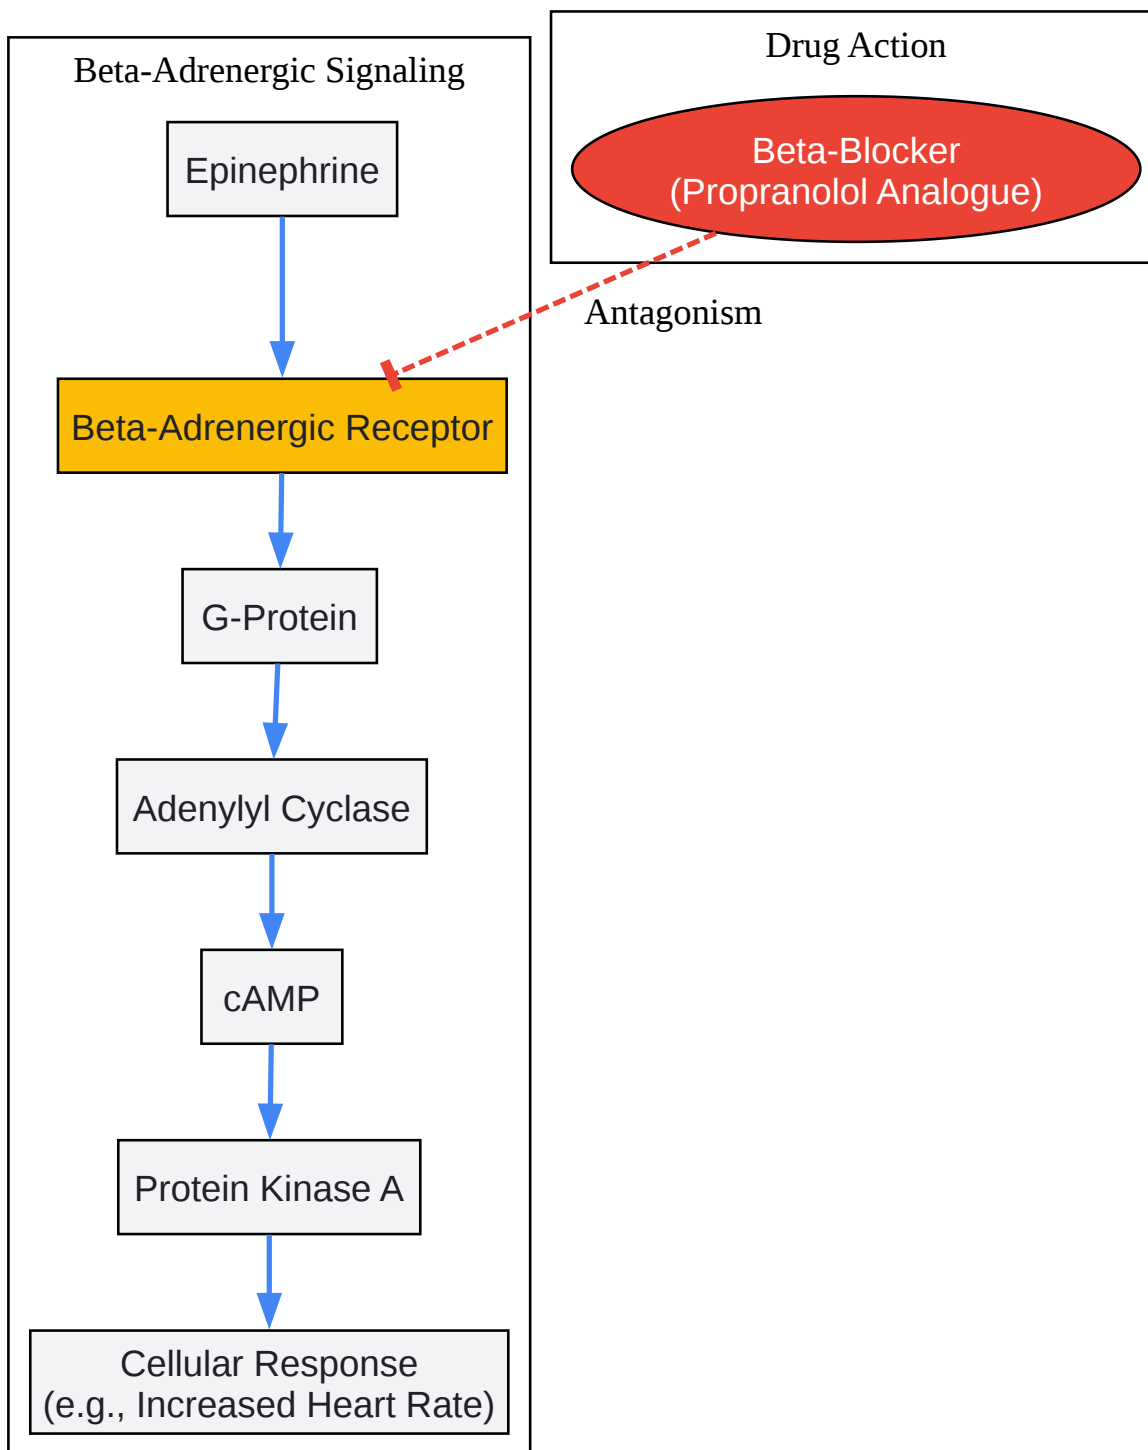 Beta-Adrenergic Signaling
Epinephrine
Beta-Adrenergic Receptor
G-Protein
Adenylyl Cyclase
cAMP
Protein Kinase A
Cellular Response
(e.g., Increased Heart Rate)
Drug Action
Beta-Blocker
(Propranolol Analogue)
Antagonism